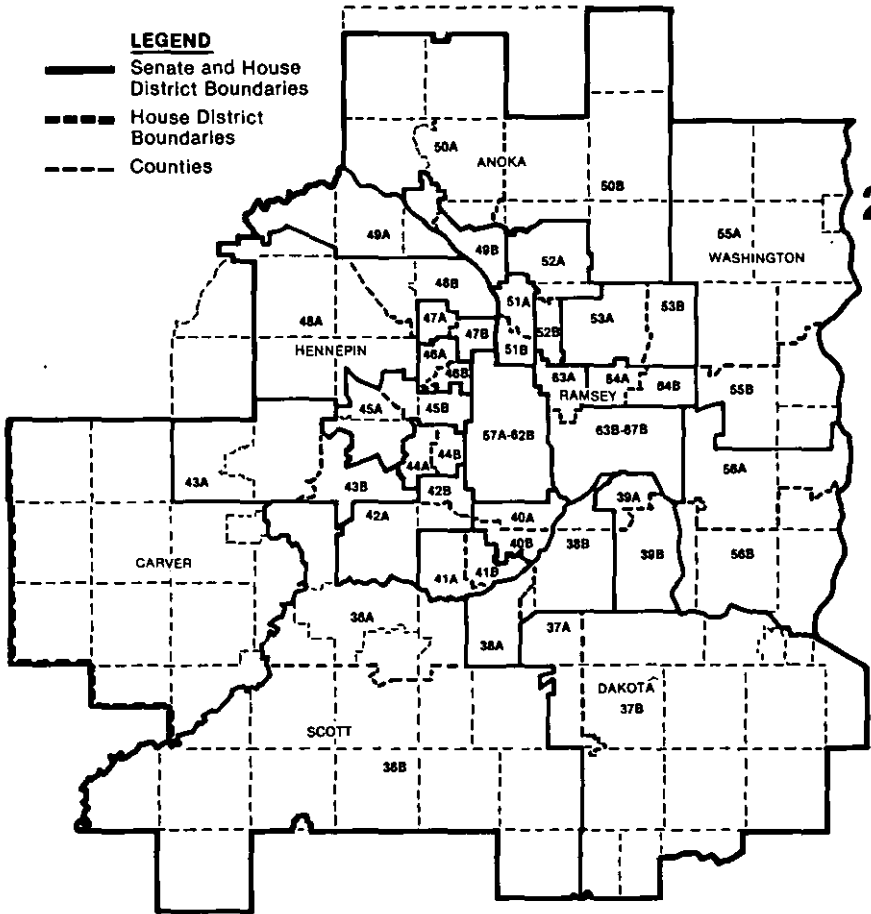 LEGEND
Senate and House
District Boundaries
House District
Boundaries
Counties
50A
ANOKA
50B
2
55A
49A
49B
WASHINGTON
52A
48B
51A
53A
53B
48A
47A
47B
52B
HENNEPIN
46A
51B
46B
63A
64A
64B
55B
RAMSEY
45A
45B
57A-62B
63B-67B
44B
44A
56A
43A
43B
42B
39A
42A
40A
40B
38B
CARVER
39B
56B
41A
41B
36A
37A
38A
DAKOTA
37B
SCOTT
36B